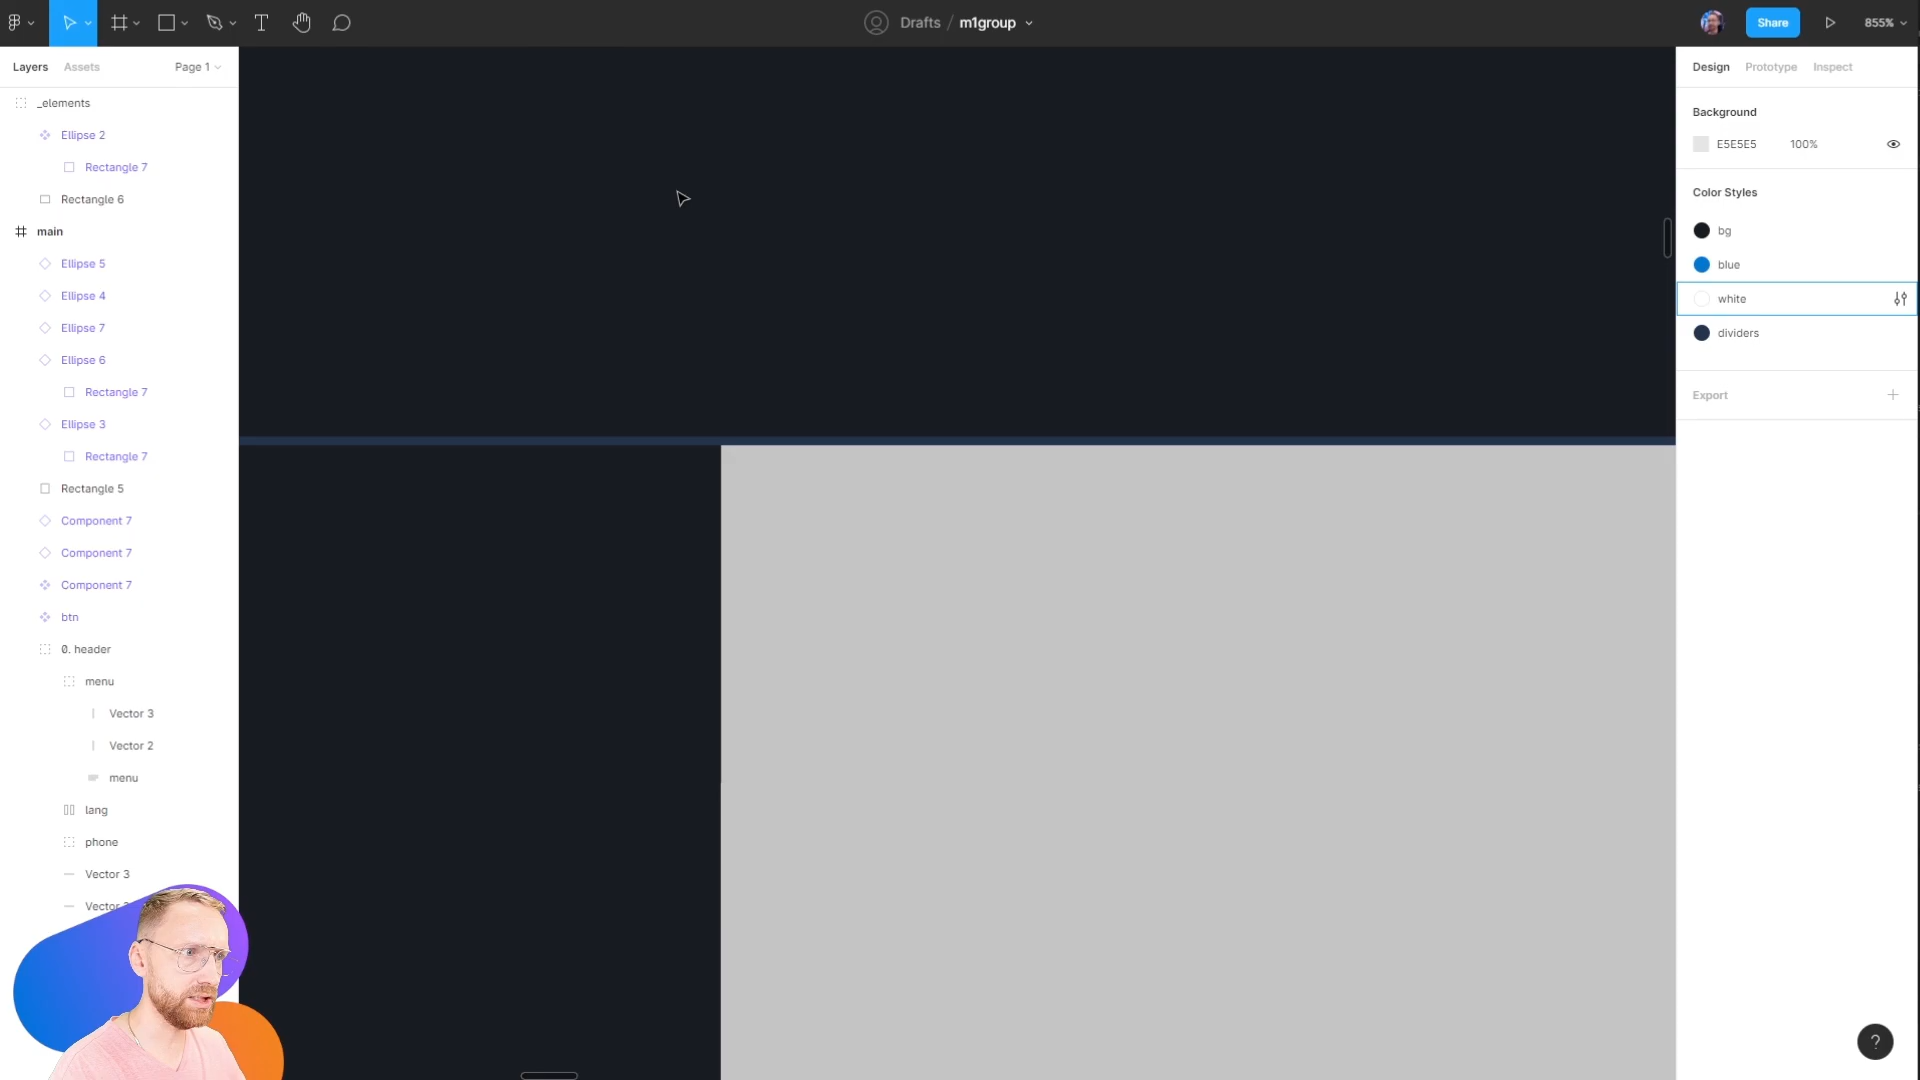 Drafts / m1group
Share
855%
Layers
Assets
Page 1
_elements
Ellipse 2
Rectangle 7
Rectangle 6
main
Ellipse 5
Ellipse 4
Ellipse 7
Ellipse 6
Rectangle 7
Ellipse 3
Rectangle 7
Rectangle 5
Component 7
Component 7
Component 7
btn
0. header
menu
Vector 3
Vector 2
menu
lang
phone
Vector 3
Vector
Design
Prototype
Inspect
Background
E5E5E5
100%
Color Styles
bg
blue
white
dividers
Export
?